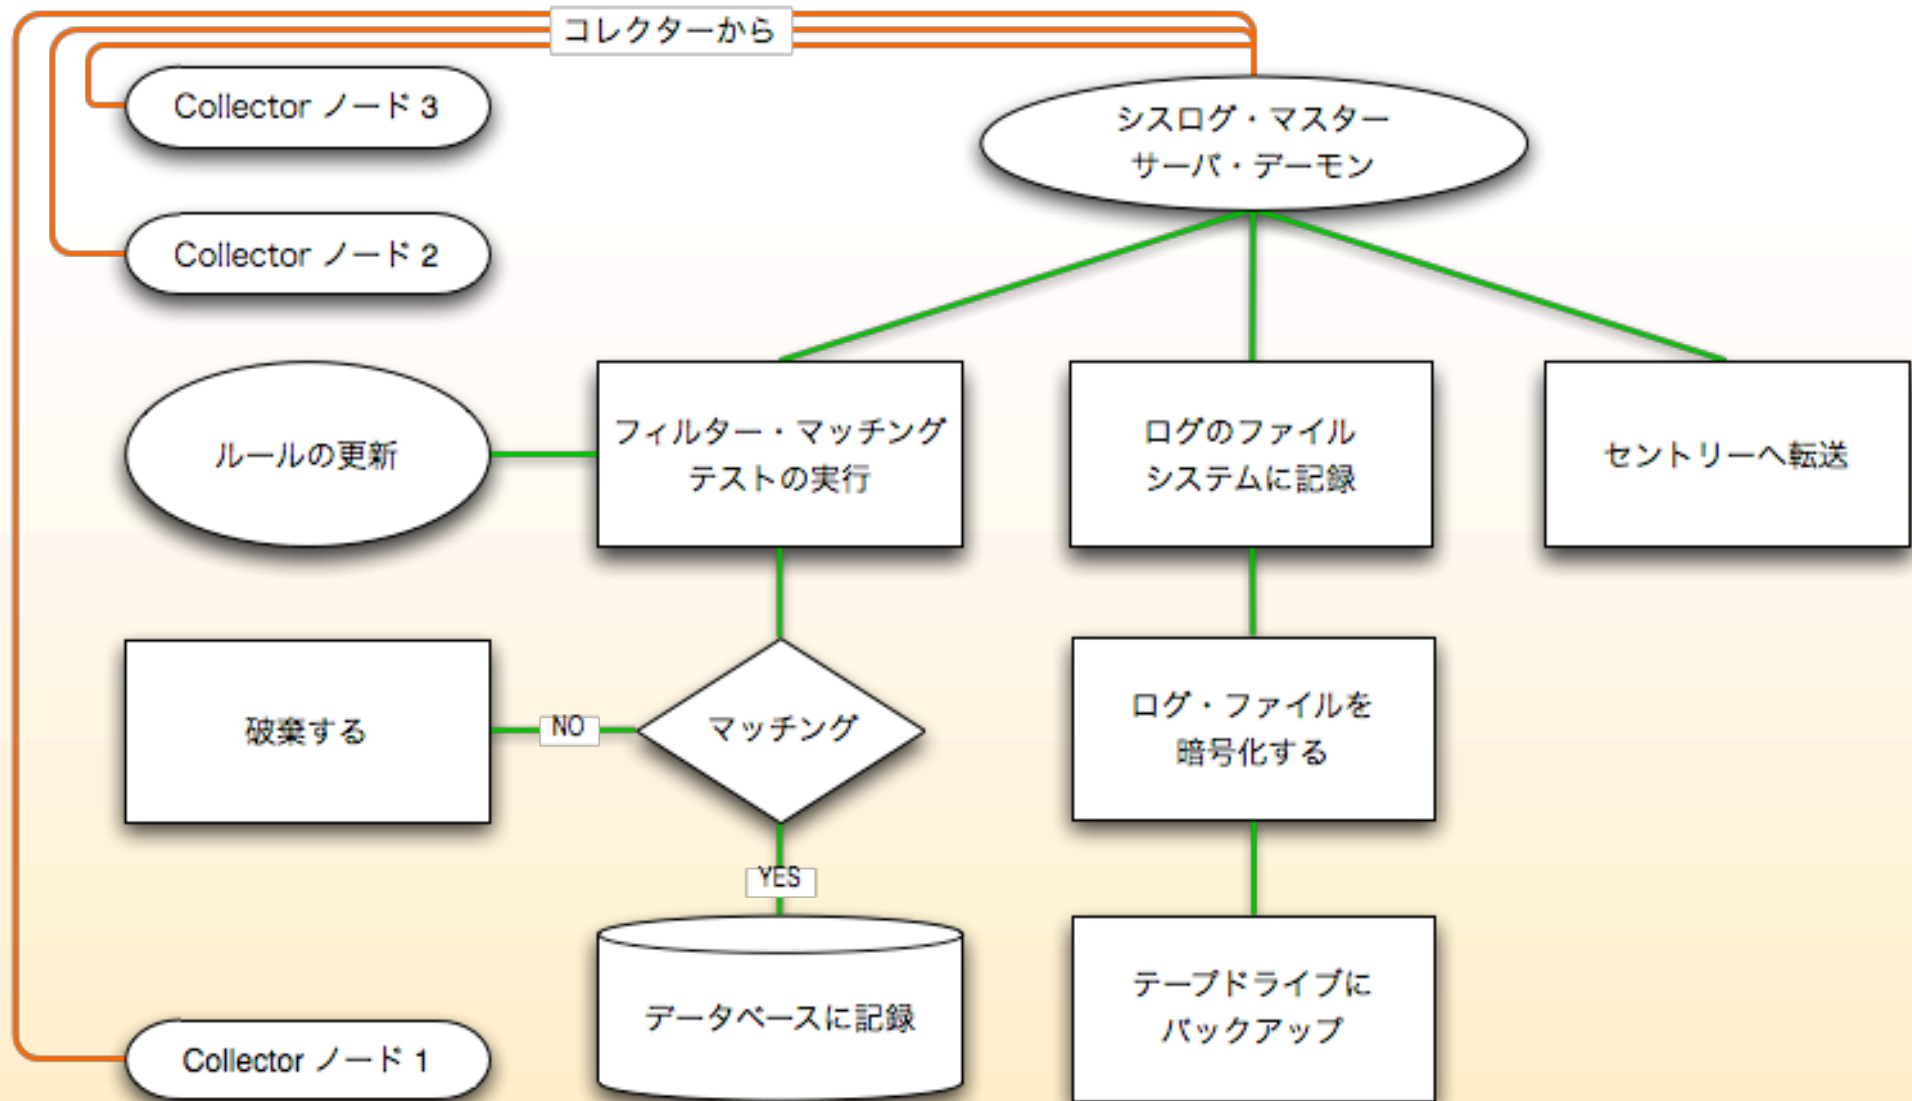 コレクターから
Collector ノード 3
シスログ・マスター
サーバ・デーモン
Collector ノード 2
ルールの更新
フィルター・マッチング
テストの実行
ログのファイル
システムに記録
セントリーへ転送
破棄する
NO
マッチング
ログ・ファイルを
暗号化する
YES
データベースに記録
テープドライブに
バックアップ
Collector ノード 1